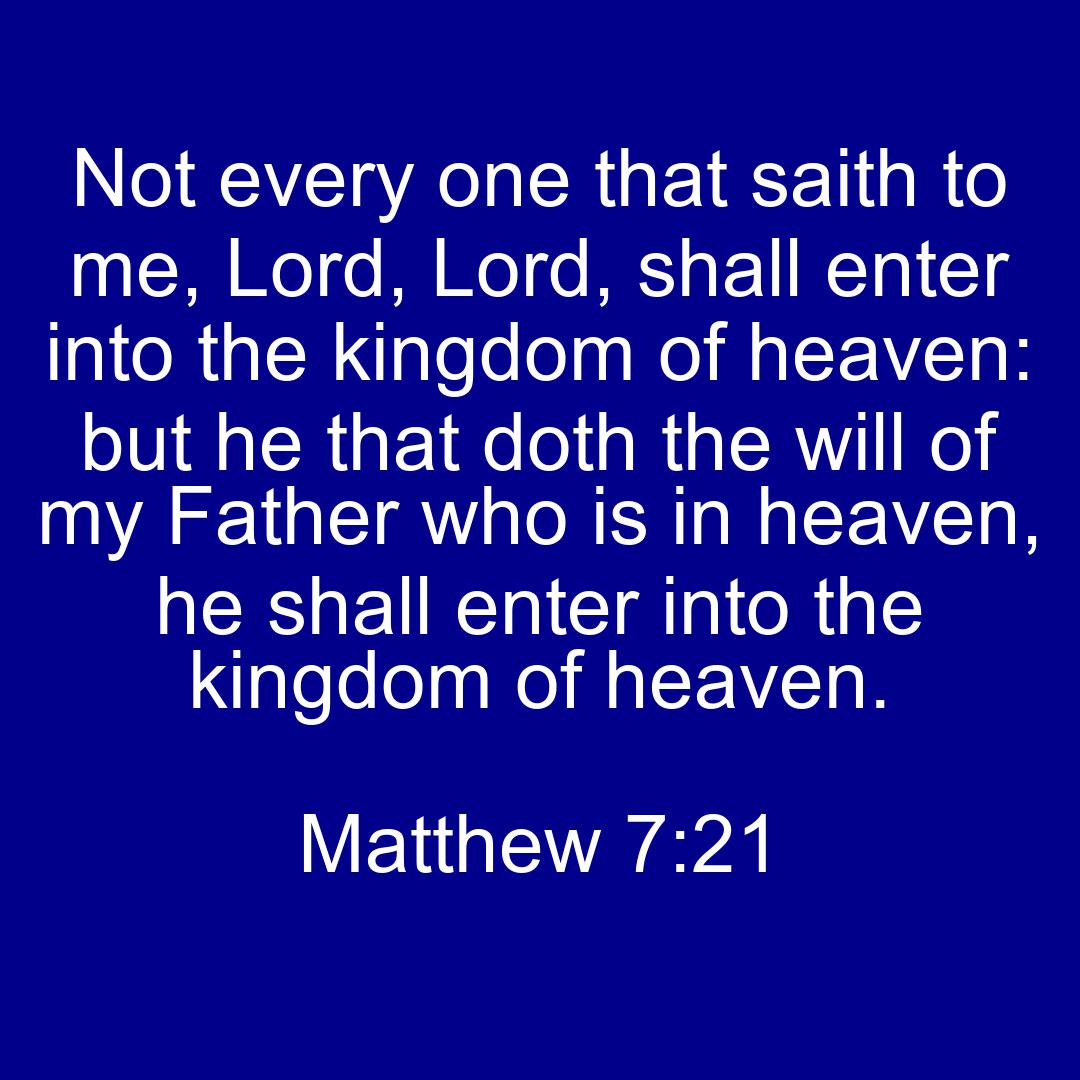 Not every one that saith to
me, Lord, Lord, shall enter
into the kingdom of heaven:
but he that doth the will of
my Father who is in heaven,
he shall enter into the
kingdom of heaven.
Matthew 7:21